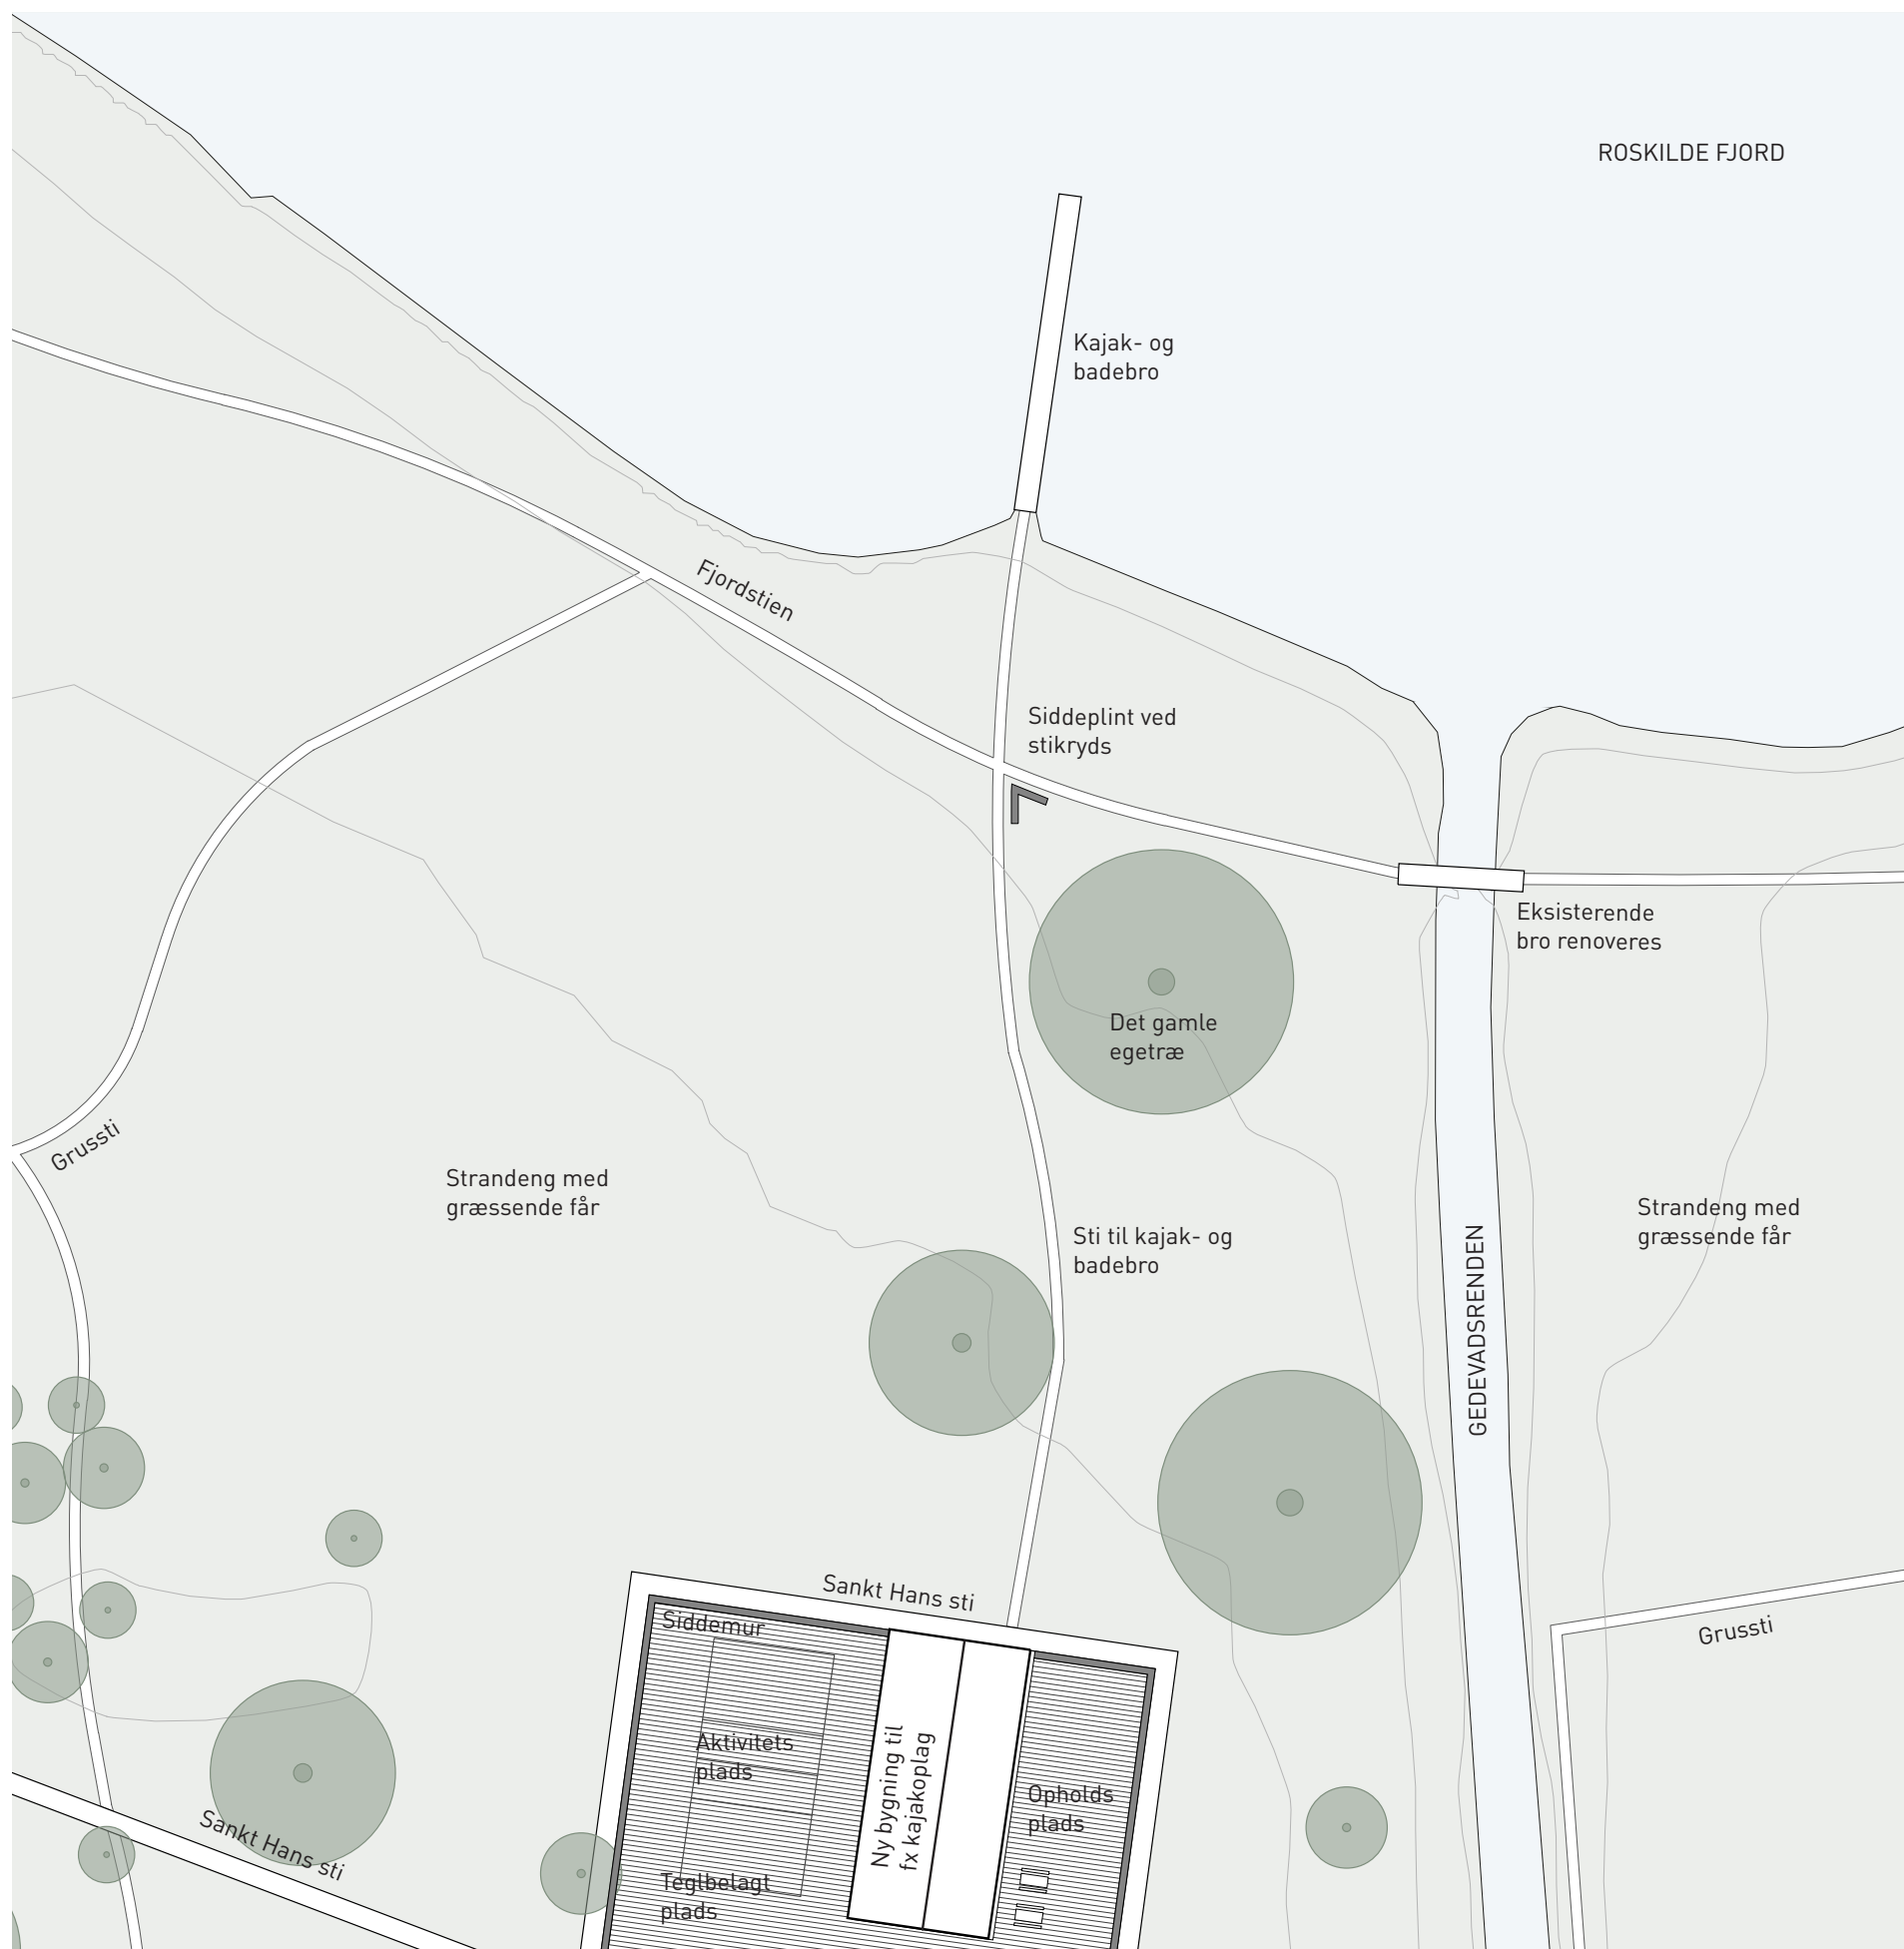 ROSKILDE FJORD
Kajak- og
badebro
Fjordstien
Siddeplint ved
stikryds
Eksisterende
bro renoveres
Det gamle
egetræ
Grussti
Strandeng med
græssende får
Sti til kajak- og
badebro
Strandeng med
græssende får
GEDEVADSRENDEN
Sankt Hans sti
Siddemur
Grussti
Aktivitets
plads
Ny bygning til
fx kajakoplag
Opholds
plads
Sankt Hans sti
Teglbelagt
plads